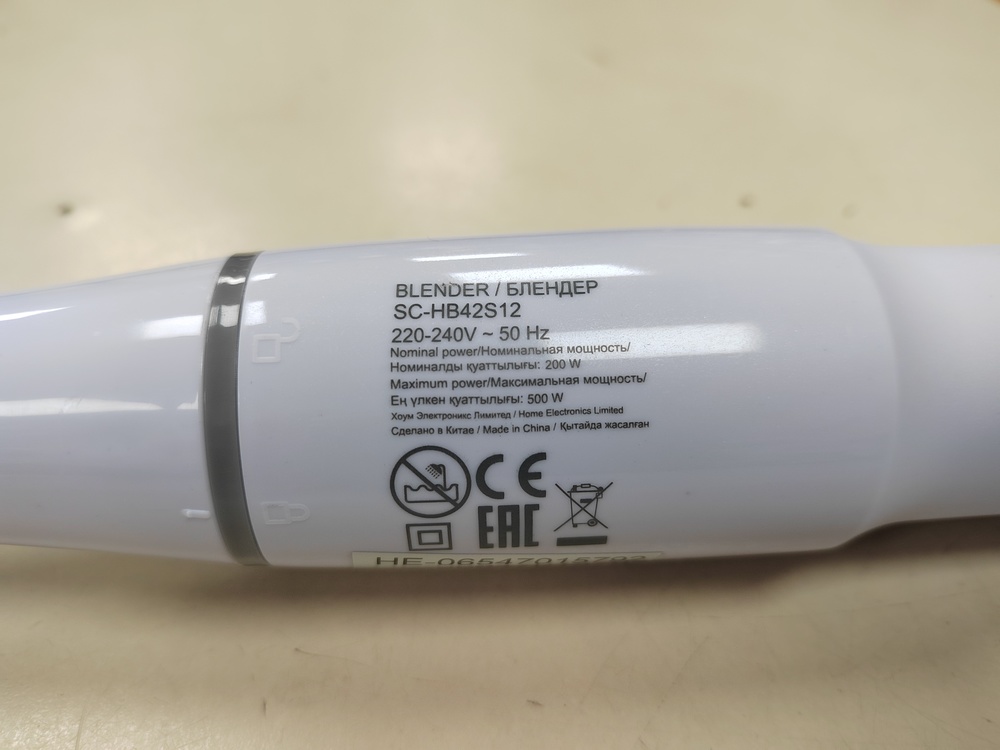 BLENDER / БЛЕНДЕР
SC-HB42S12
220-240V ~ 50 Hz
Nominal power/Номинальная мощность/
Номиналды қуаттылығы: 200 W
Maximum power/Максимальная мощность/
Ең үлкен қуаттылығы: 500 W
Хоум Электроникс Лимитед / Home Electronics Limited
Сделано в Китае / Made in China / Қытайда жасалған
CE
EAC